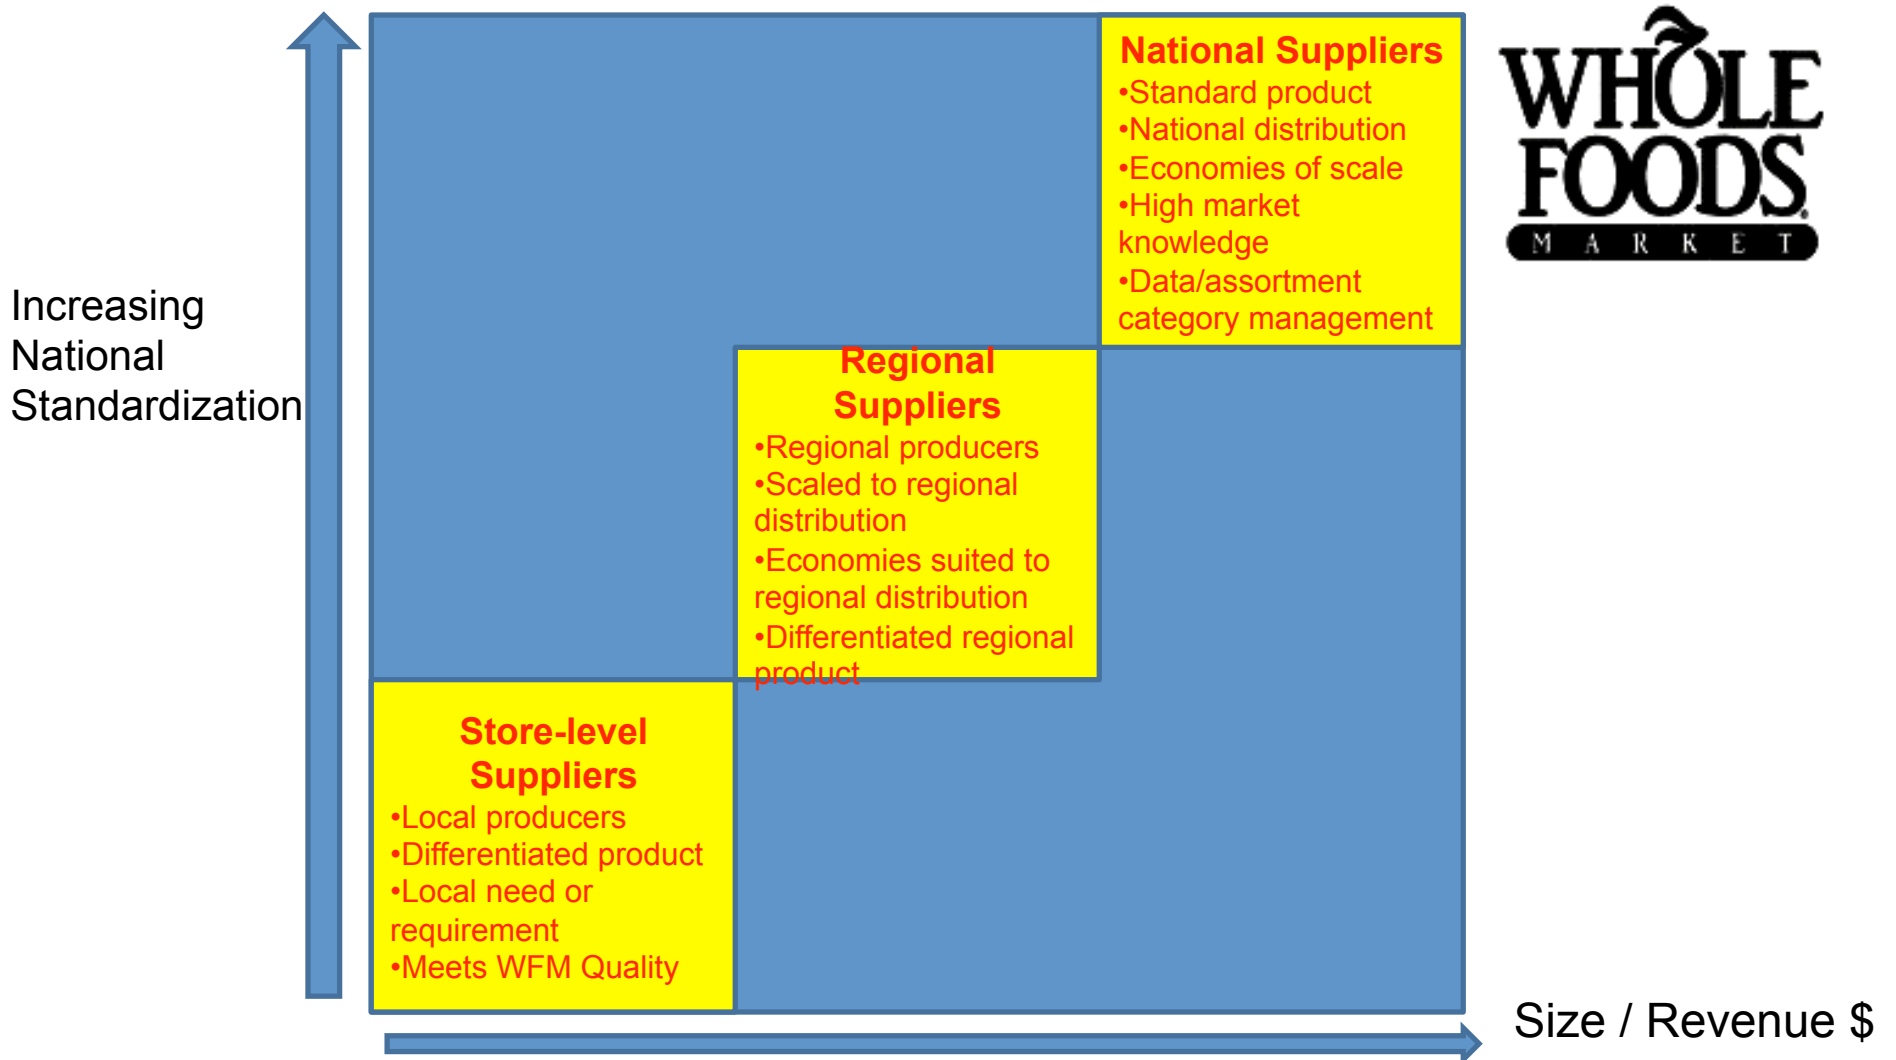 National Suppliers
•Standard product
•National distribution
•Economies of scale
•High market
knowledge
•Data/assortment
category management
WHOLE
FOODS®
MARKET
Increasing
National
Standardization
Regional
Suppliers
•Regional producers
•Scaled to regional
distribution
•Economies suited to
regional distribution
•Differentiated regional
product
Store-level
Suppliers
•Local producers
•Differentiated product
•Local need or
requirement
•Meets WFM Quality
Size / Revenue $